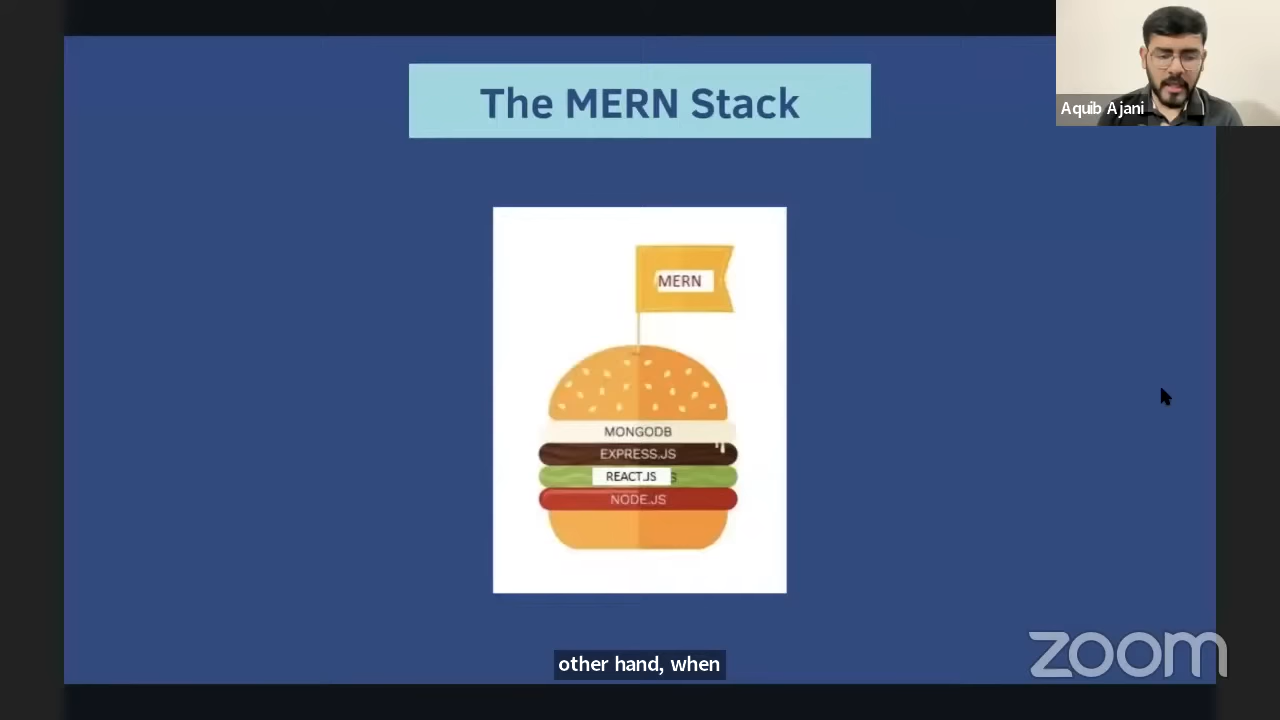 The MERN Stack
Aquib Ajani
MERN
MONGODB
EXPRESS.JS
REACT.JS S
NODE.JS
other hand, when
zoom